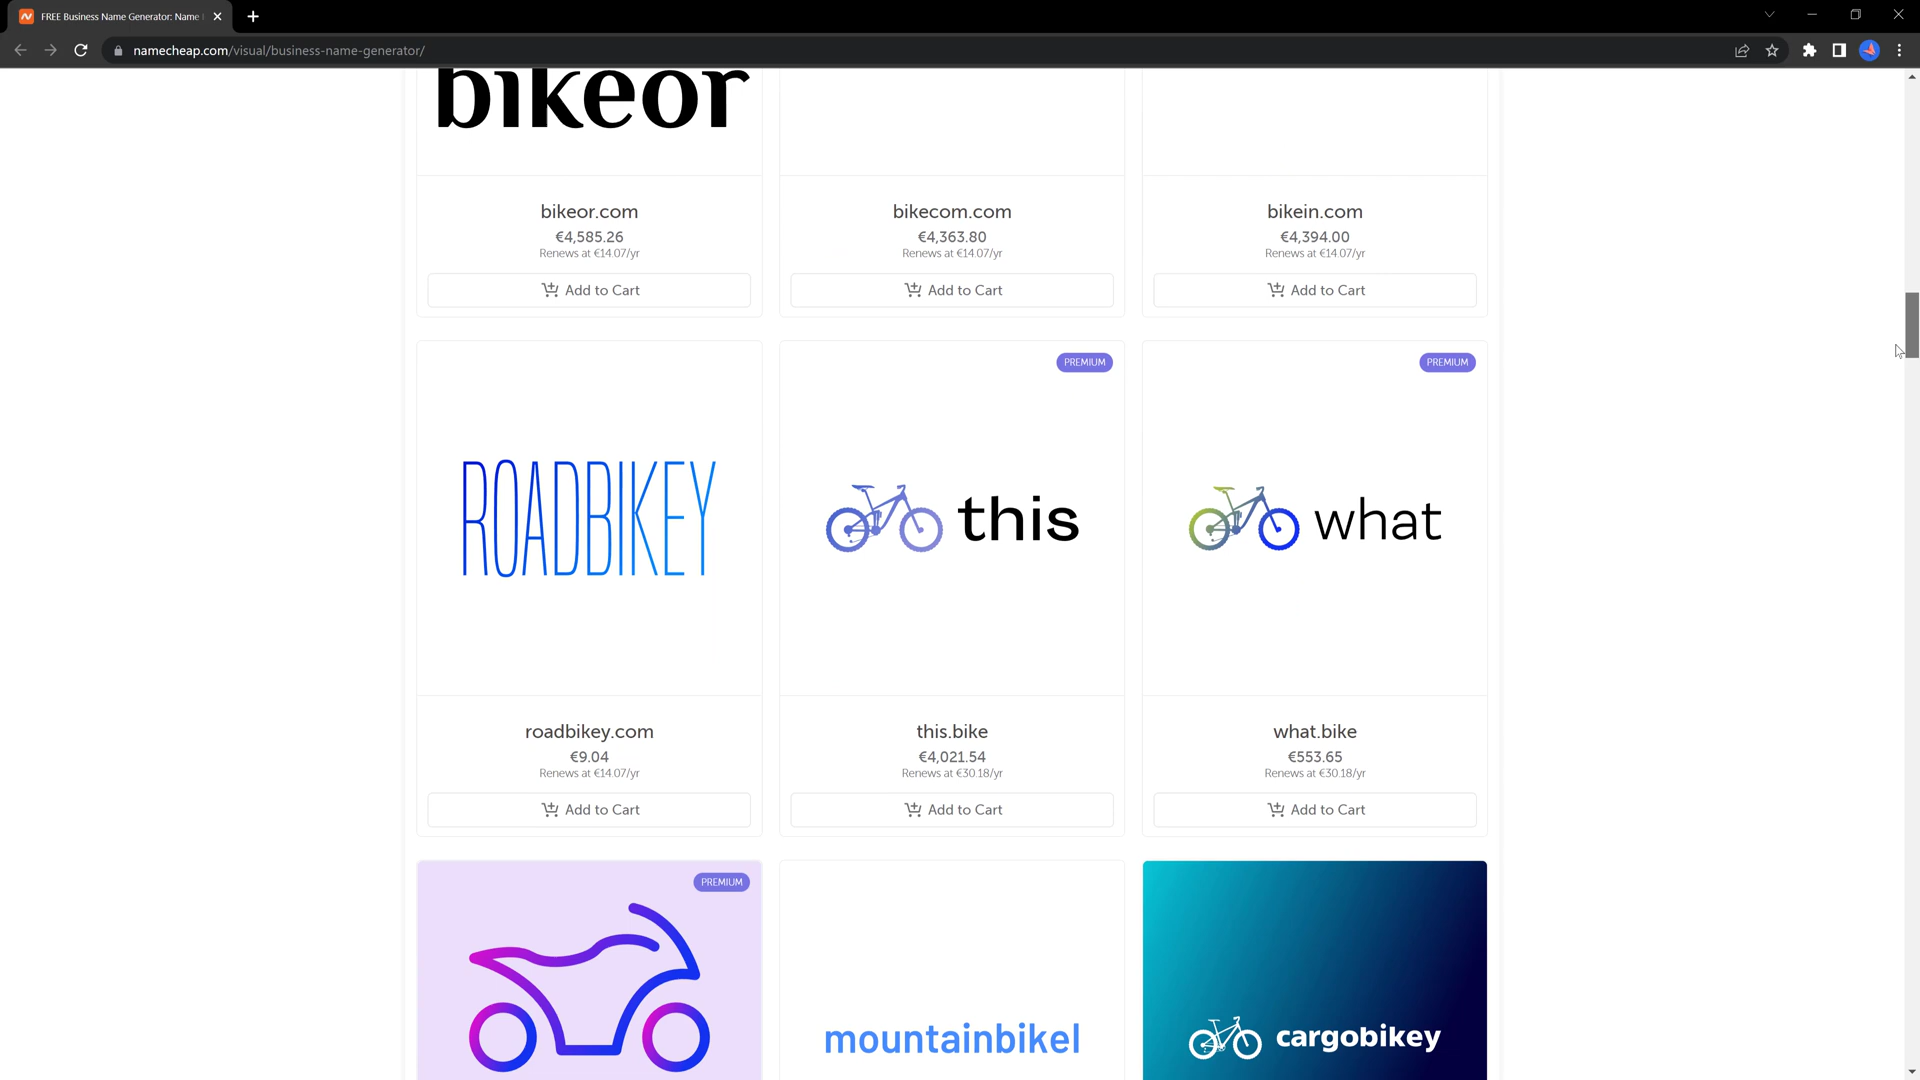 FREE Business Name Generator: Name
namecheap.com/visual/business-name-generator/
bikeor
bikeor.com
€4,585.26
Renews at €14.07/yr
Add to Cart
bikecom.com
€4,363.80
Renews at €14.07/yr
Add to Cart
bikein.com
€4,394.00
Renews at €14.07/yr
Add to Cart
ROADBIKEY
roadbikey.com
€9.04
Renews at €14.07/yr
Add to Cart
PREMIUM
this
this.bike
€4,021.54
Renews at €30.18/yr
Add to Cart
PREMIUM
what
what.bike
€553.65
Renews at €30.18/yr
Add to Cart
PREMIUM
mountainbikel
cargobikey